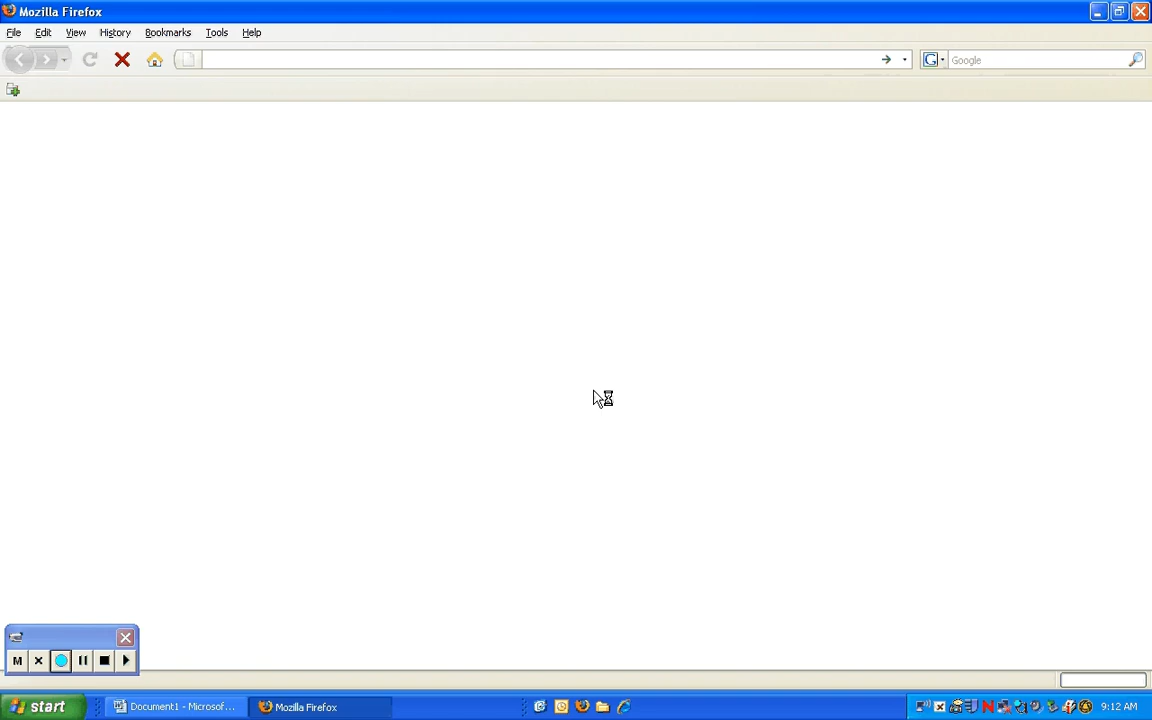 Mozilla Firefox
File Edit View History Bookmarks Tools Help
G Google
M
start Document1 - Microsof... Mozilla Firefox 9:12 AM